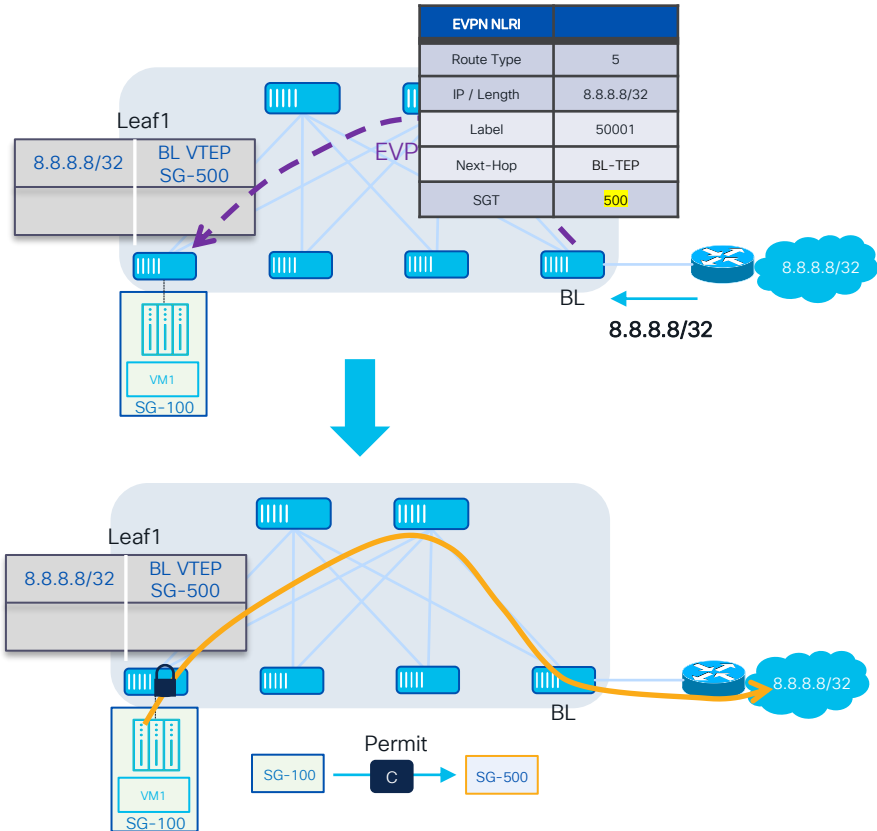 EVPN NLRI
Route Type 5
IP / Length 8.8.8.8/32
Label 50001
Next-Hop BL-TEP
SGT 500
Leaf1
8.8.8.8/32 BL VTEP
SG-500
EVP
8.8.8.8/32
BL
8.8.8.8/32
VM1
SG-100
Leaf1
8.8.8.8/32 BL VTEP
SG-500
8.8.8.8/32
BL
Permit
SG-100 C SG-500
VM1
SG-100